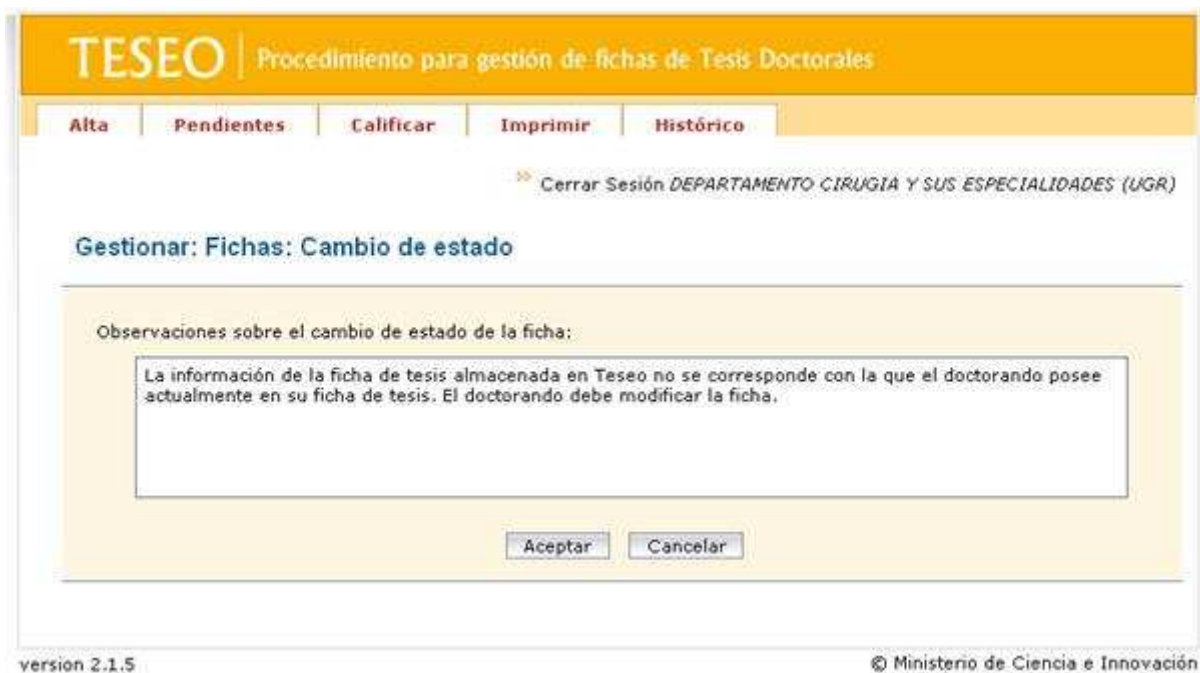 TESEO | Procedimiento para gestión de fichas de Tesis Doctorales
Alta Pendientes Calificar Imprimir Histórico
» Cerrar Sesión DEPARTAMENTO CIRUGIA Y SUS ESPECIALIDADES (UGR)
Gestionar: Fichas: Cambio de estado
Observaciones sobre el cambio de estado de la ficha:
La información de la ficha de tesis almacenada en Teseo no se corresponde con la que el doctorando posee
actualmente en su ficha de tesis. El doctorando debe modificar la ficha.
Aceptar Cancelar
version 2.1.5 © Ministerio de Ciencia e Innovación